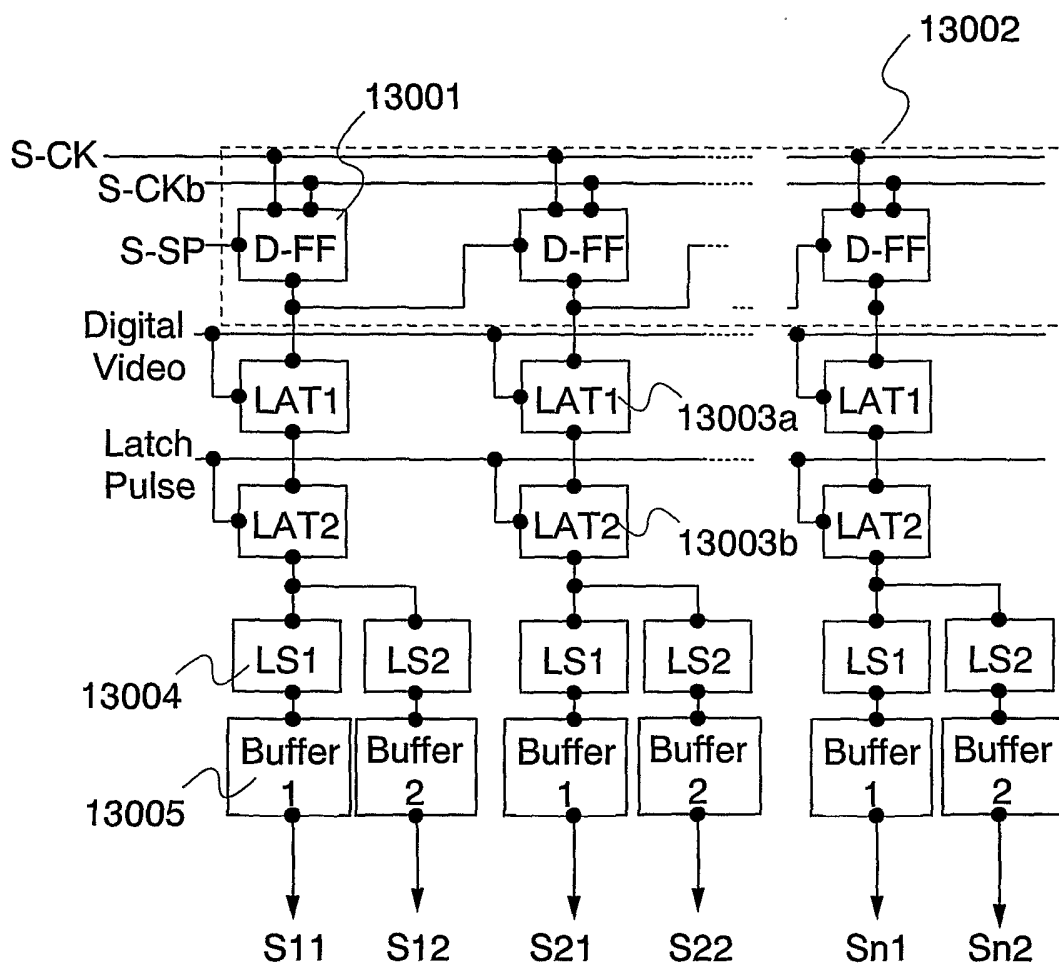 13002
13001
S-CK
S-CKb
S-SP
D-FF D-FF D-FF
Digital
Video
LAT1 LAT1 LAT1
13003a
Latch
Pulse
LAT2 LAT2 LAT2
13003b
LS1 LS2 LS1 LS2 LS1 LS2
13004
Buffer Buffer Buffer Buffer Buffer Buffer
1 2 1 2 1 2
13005
S11 S12 S21 S22 Sn1 Sn2